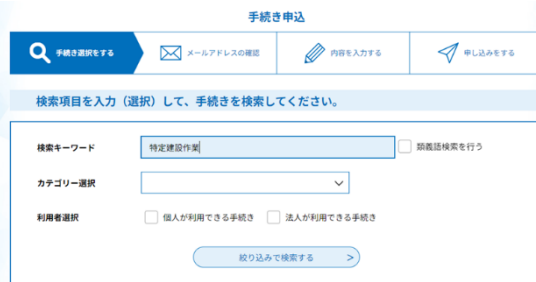 手続き申込
手続き選択をする
メールアドレスの確認
内容を入力する
申し込みをする
検索項目を入力（選択）して、手続きを検索してください。
検索キーワード
特定建設作業
類義語検索を行う
カテゴリー選択
利用者選択
個人が利用できる手続き
法人が利用できる手続き
絞り込みで検索する >